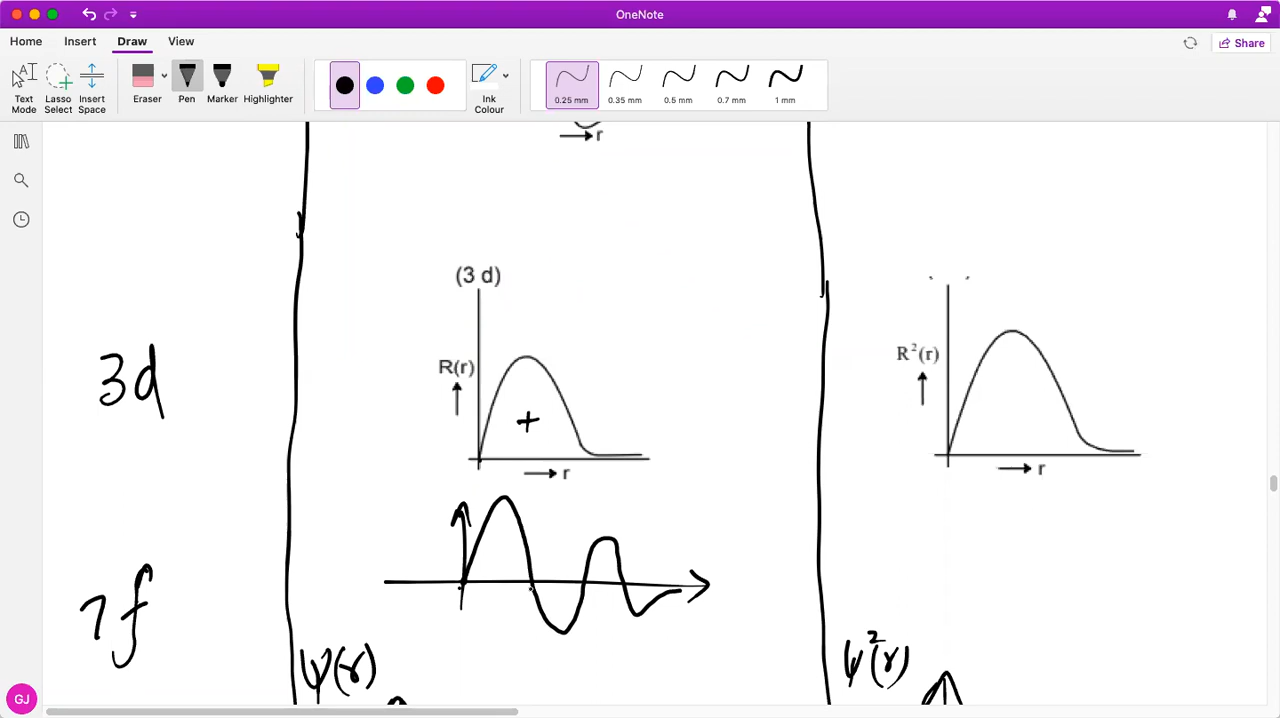 OneNote
Home Insert Draw View
Share
Text Mode
Lasso Select
Insert Space
Eraser
Pen
Marker
Highlighter
Ink Colour
0.25 mm
0.35 mm
0.5 mm
0.7 mm
1 mm
r
(3 d)
R(r)
+
r
R²(r)
r
3d
7f
ψ(r)
ψ²(r)
GJ